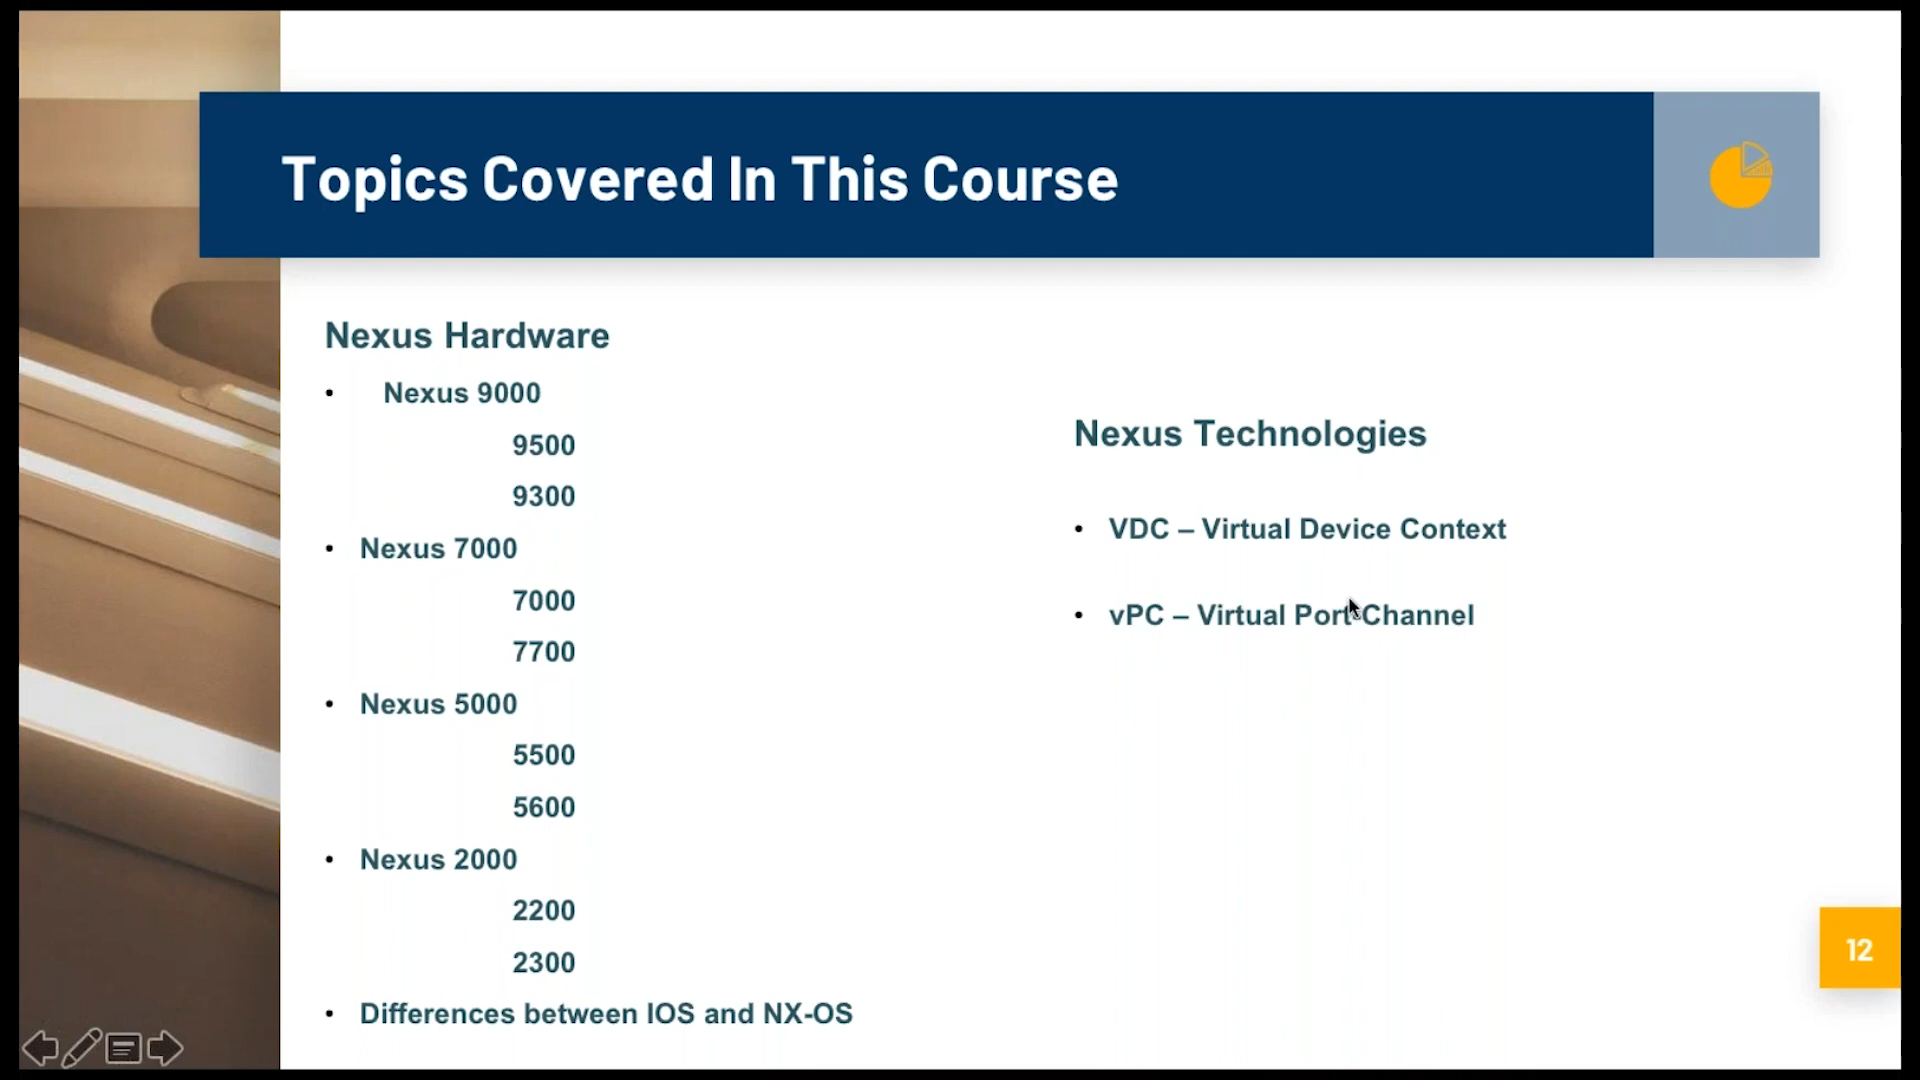 Topics Covered In This Course
Nexus Hardware
• Nexus 9000
9500
9300
• Nexus 7000
7000
7700
• Nexus 5000
5500
5600
• Nexus 2000
2200
2300
• Differences between IOS and NX-OS
Nexus Technologies
• VDC – Virtual Device Context
• vPC – Virtual Port-Channel
12